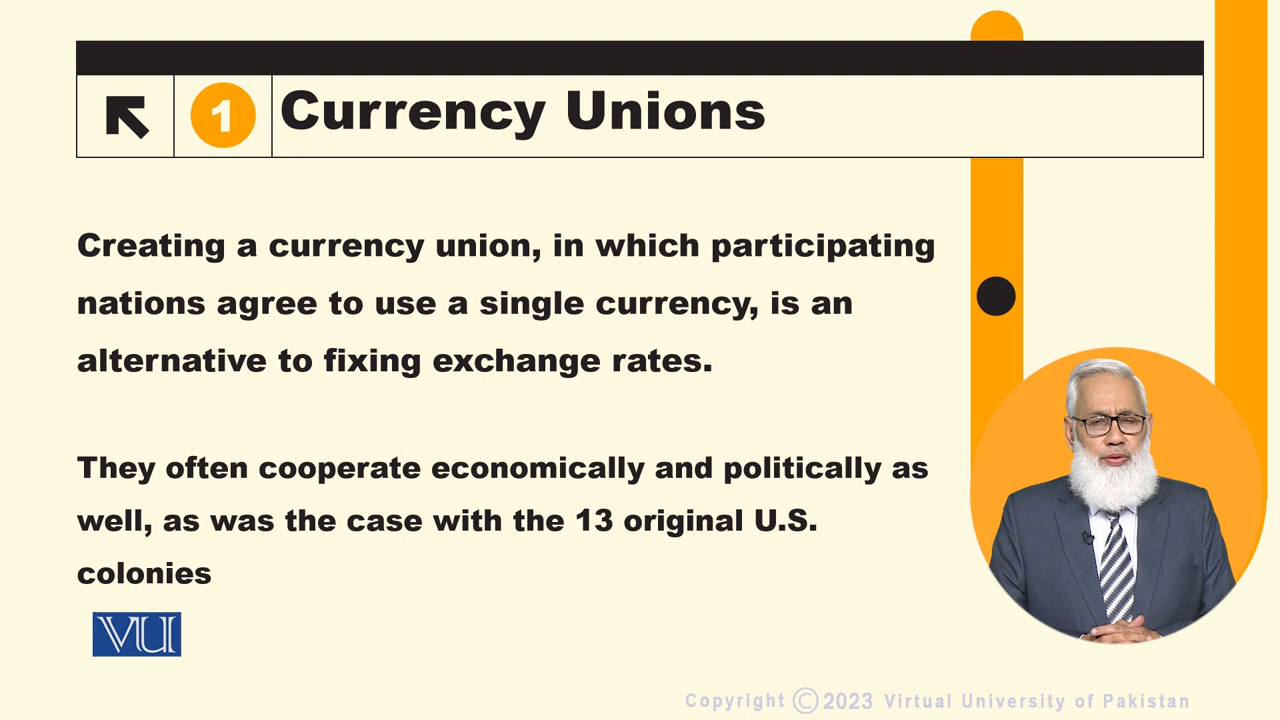 1 Currency Unions
Creating a currency union, in which participating
nations agree to use a single currency, is an
alternative to fixing exchange rates.
They often cooperate economically and politically as
well, as was the case with the 13 original U.S.
colonies
VU
Copyright ©2023 Virtual University of Pakistan